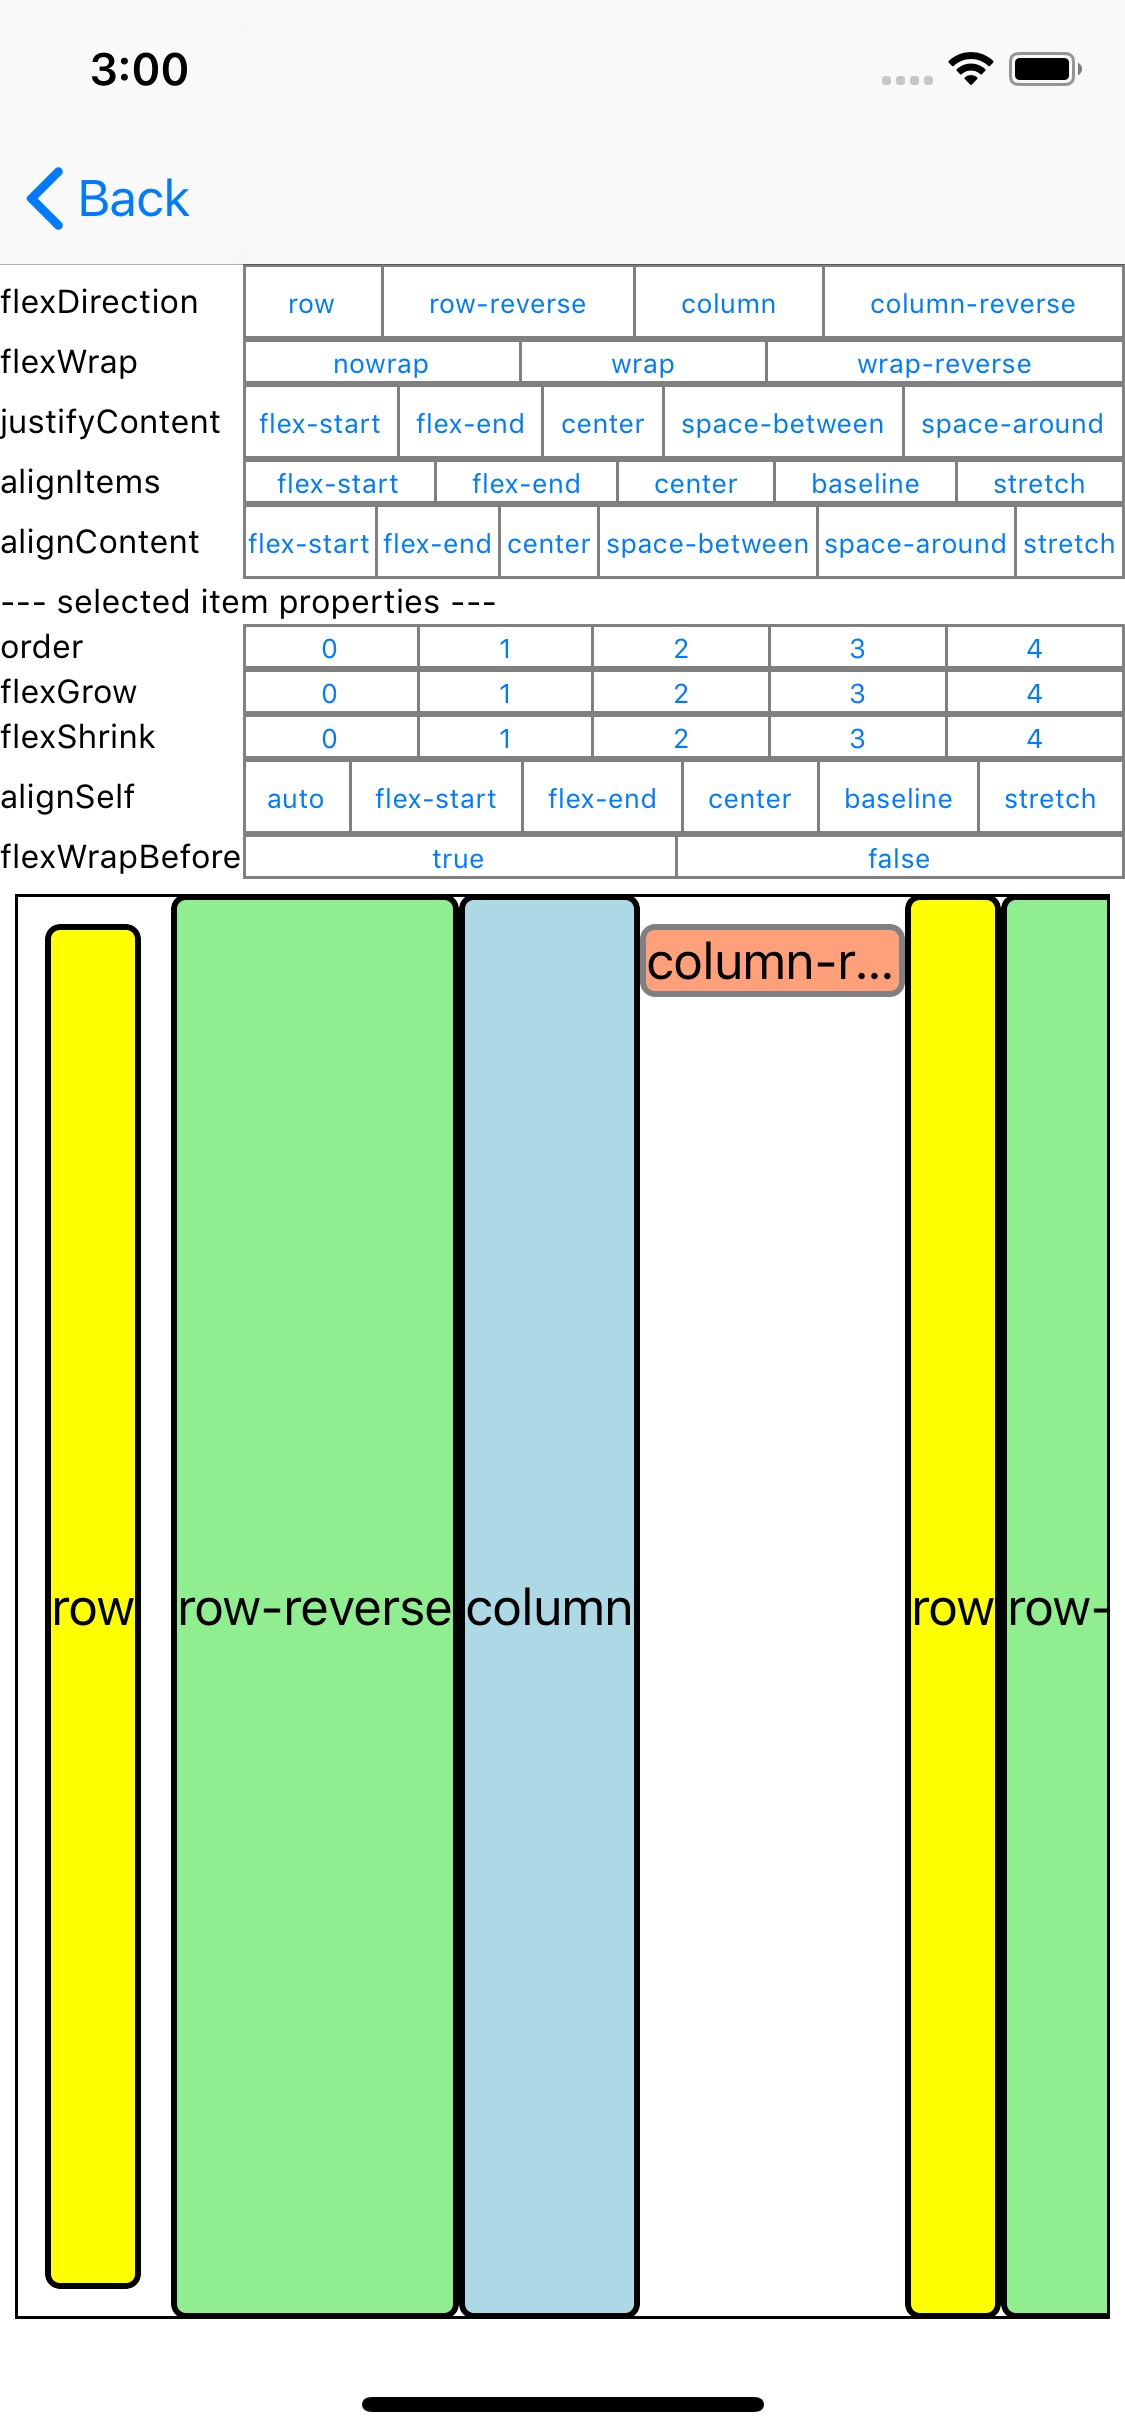 3:00
Back
flexDirection row row-reverse column column-reverse
flexWrap nowrap wrap wrap-reverse
justifyContent flex-start flex-end center space-between space-around
alignItems flex-start flex-end center baseline stretch
alignContent flex-start flex-end center space-between space-around stretch
--- selected item properties ---
order 0 1 2 3 4
flexGrow 0 1 2 3 4
flexShrink 0 1 2 3 4
alignSelf auto flex-start flex-end center baseline stretch
flexWrapBefore true false
column-r...
row row-reverse column row row-